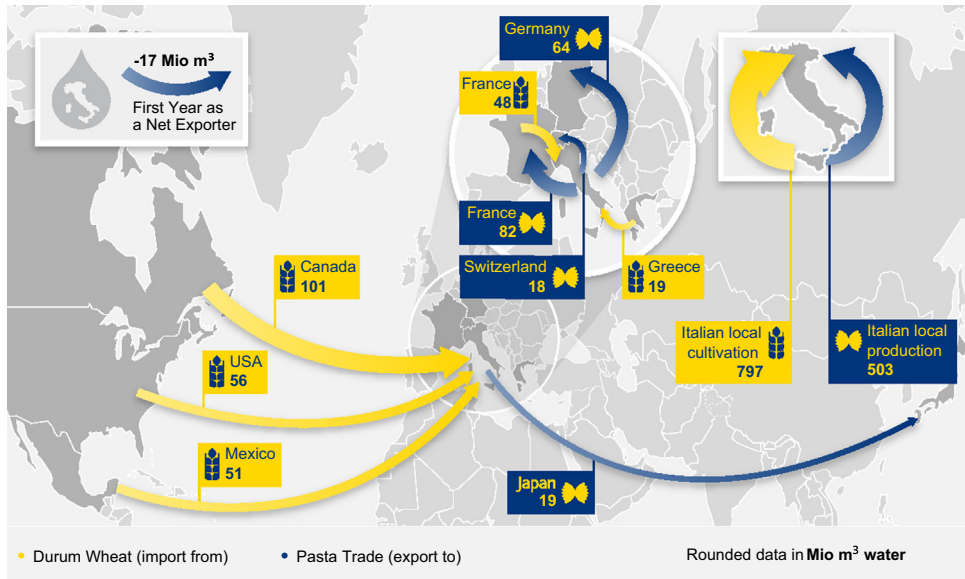 -17 Mio m³
First Year as
a Net Exporter
Germany
64
France
48
France
82
Switzerland
18
Greece
19
Canada
101
USA
56
Mexico
51
Japan
19
Italian local
cultivation
797
Italian local
production
503
• Durum Wheat (import from)
• Pasta Trade (export to)
Rounded data in Mio m³ water